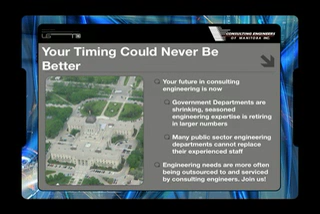 CONSULTING ENGINEERS
OF MANITOBA INC.
Your Timing Could Never Be
Better
Your future in consulting
engineering is now
Government Departments are
shrinking, seasoned
engineering expertise is retiring
in larger numbers
Many public sector engineering
departments cannot replace
their experienced staff
Engineering needs are more often
being outsourced to and serviced
by consulting engineers. Join us!